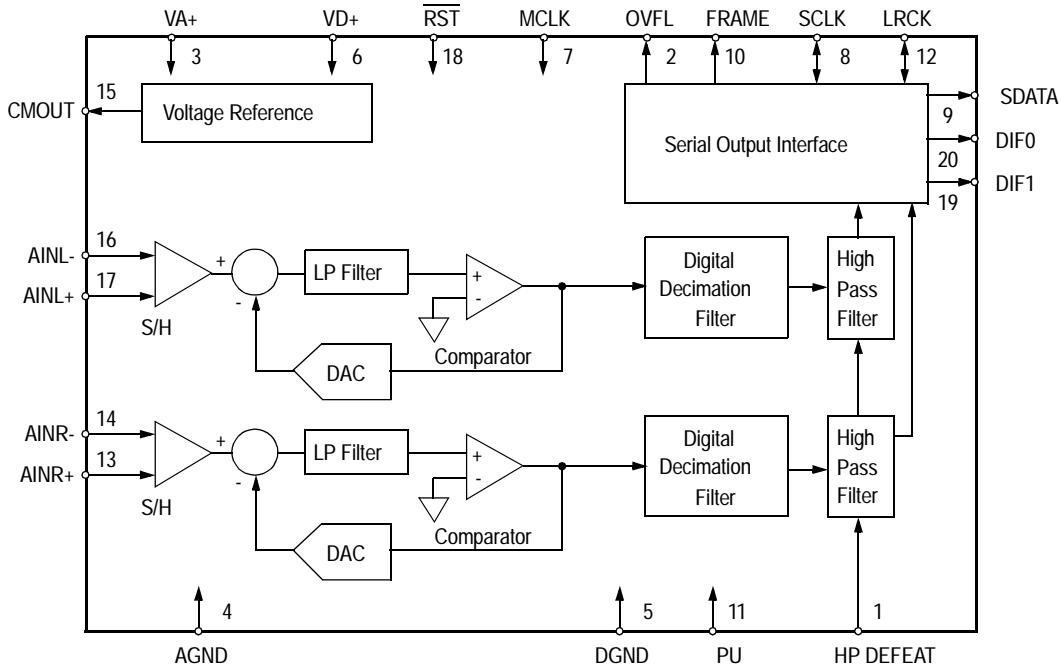 VA+ VD+ RST MCLK OVFL FRAME SCLK LRCK
3 6 18 7 2 10 8 12
CMOUT 15 Voltage Reference
Serial Output Interface
SDATA
9
DIF0
20
DIF1
19
AINL- 16
AINL+ 17
S/H
+
-
LP Filter
+
-
Comparator
DAC
Digital
Decimation
Filter
High
Pass
Filter
AINR- 14
AINR+ 13
S/H
+
-
LP Filter
+
-
Comparator
DAC
Digital
Decimation
Filter
High
Pass
Filter
4 5 11 1
AGND DGND PU HP DEFEAT